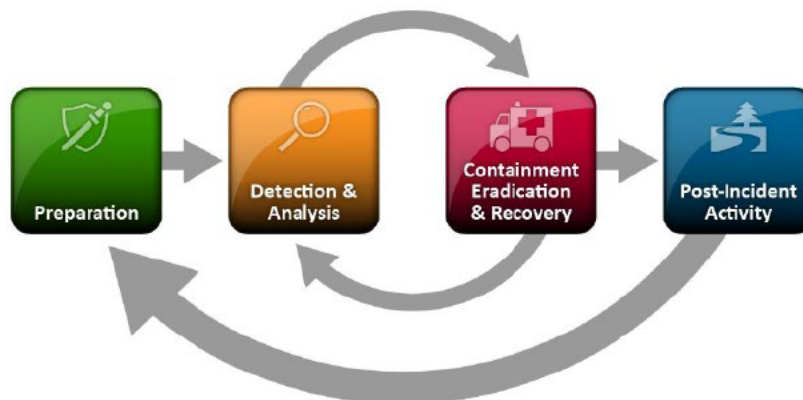 Preparation
Detection &
Analysis
Containment
Eradication
& Recovery
Post-Incident
Activity